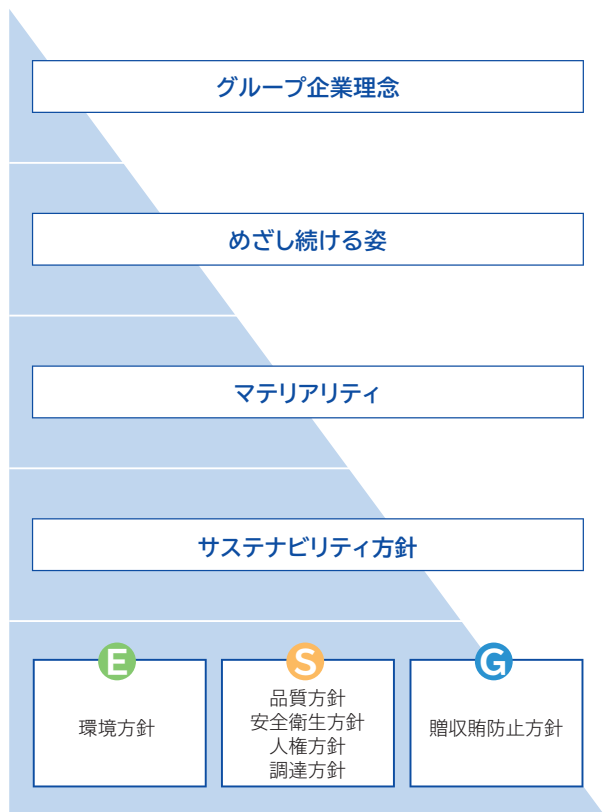 グループ企業理念
めざし続ける姿
マテリアリティ
サステナビリティ方針
E
環境方針
S
品質方針
安全衛生方針
人権方針
調達方針
G
贈収賄防止方針